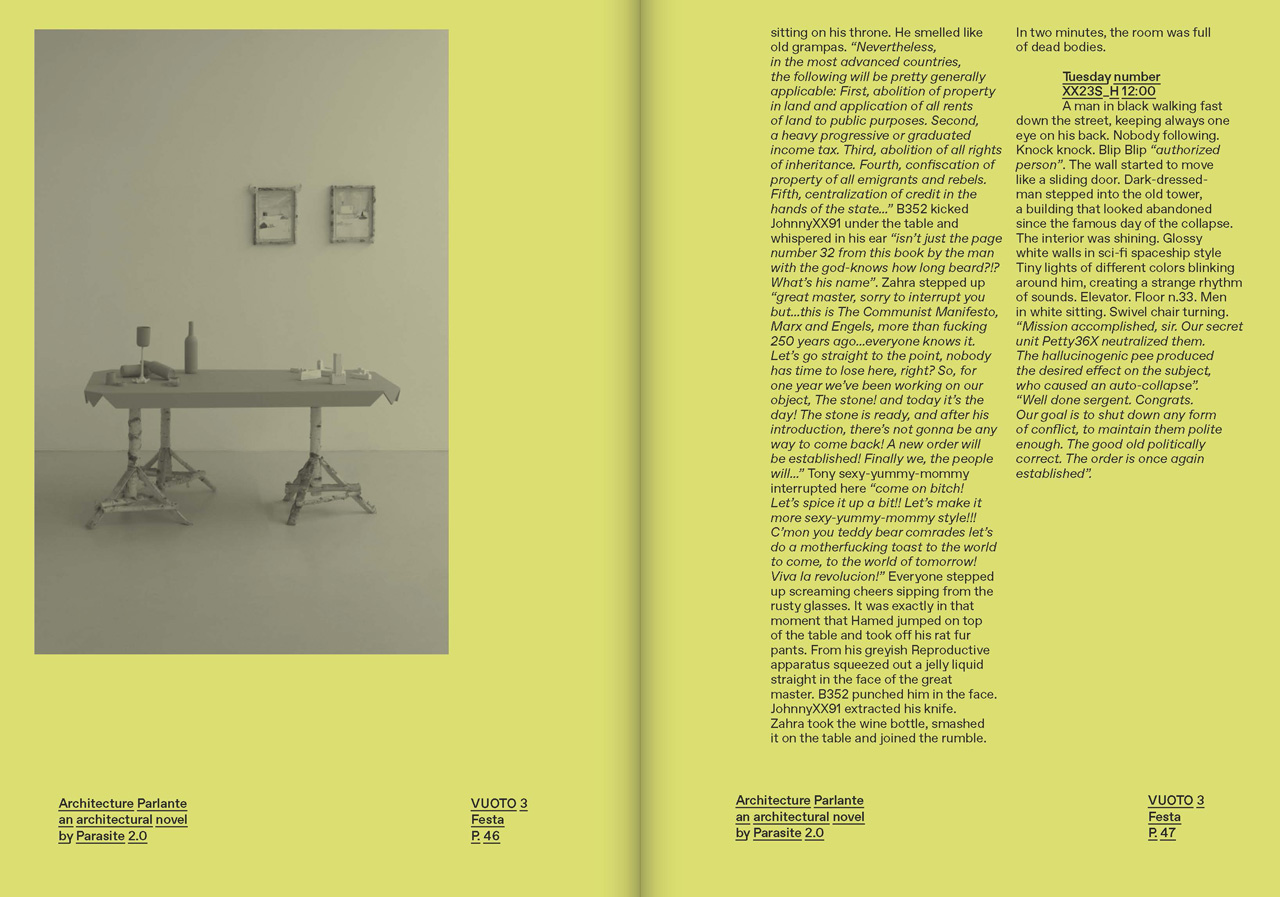 Architecture Parlante
an architectural novel
by Parasite 2.0
VUOTO 3
Festa
P. 46
sitting on his throne. He smelled like
old grampas. “Nevertheless,
in the most advanced countries,
the following will be pretty generally
applicable: First, abolition of property
in land and application of all rents
of land to public purposes. Second,
a heavy progressive or graduated
income tax. Third, abolition of all rights
of inheritance. Fourth, confiscation of
property of all emigrants and rebels.
Fifth, centralization of credit in the
hands of the state...” B352 kicked
JohnnyXX91 under the table and
whispered in his ear “isn’t just the page
number 32 from this book by the man
with the god-knows how long beard?!?
What’s his name”. Zahra stepped up
“great master, sorry to interrupt you
but...this is The Communist Manifesto,
Marx and Engels, more than fucking
250 years ago...everyone knows it.
Let’s go straight to the point, nobody
has time to lose here, right? So, for
one year we’ve been working on our
object, The Stone! and today it’s the
day! The stone is ready, and after his
introduction, there’s not gonna be any
way to come back! A new order will
be established! Finally we, the people
will...” Tony sexy-yummy-mommy
interrupted here “come on bitch!
Let’s spice it up a bit!! Let’s make it
more sexy-yummy-mommy style!!!
C’mon you teddy bear comrades let’s
do a motherfucking toast to the world
to come, to the world of tomorrow!
Viva la revolucion!” Everyone stepped
up screaming cheers sipping from the
rusty glasses. It was exactly in that
moment that Hamed jumped on top
of the table and took off his rat fur
pants. From his greyish Reproductive
apparatus squeezed out a jelly liquid
straight in the face of the great
master. B352 punched him in the face.
JohnnyXX91 extracted his knife.
Zahra took the wine bottle, smashed
it on the table and joined the rumble.
In two minutes, the room was full
of dead bodies.
Tuesday number
XX23S_H 12:00
A man in black walking fast
down the street, keeping always one
eye on his back. Nobody following.
Knock knock. Blip Blip “authorized
person”. The wall started to move
like a sliding door. Dark-dressed-
man stepped into the old tower,
a building that looked abandoned
since the famous day of the collapse.
The interior was shining. Glossy
white walls in sci-fi spaceship style
Tiny lights of different colors blinking
around him, creating a strange rhythm
of sounds. Elevator. Floor n.33. Men
in white sitting. Swivel chair turning.
“Mission accomplished, sir. Our secret
unit Petty36X neutralized them.
The hallucinogenic pee produced
the desired effect on the subject,
who caused an auto-collapse”.
“Well done sergent. Congrats.
Our goal is to shut down any form
of conflict, to maintain them polite
enough. The good old politically
correct. The order is once again
established”.
Architecture Parlante
an architectural novel
by Parasite 2.0
VUOTO 3
Festa
P. 47